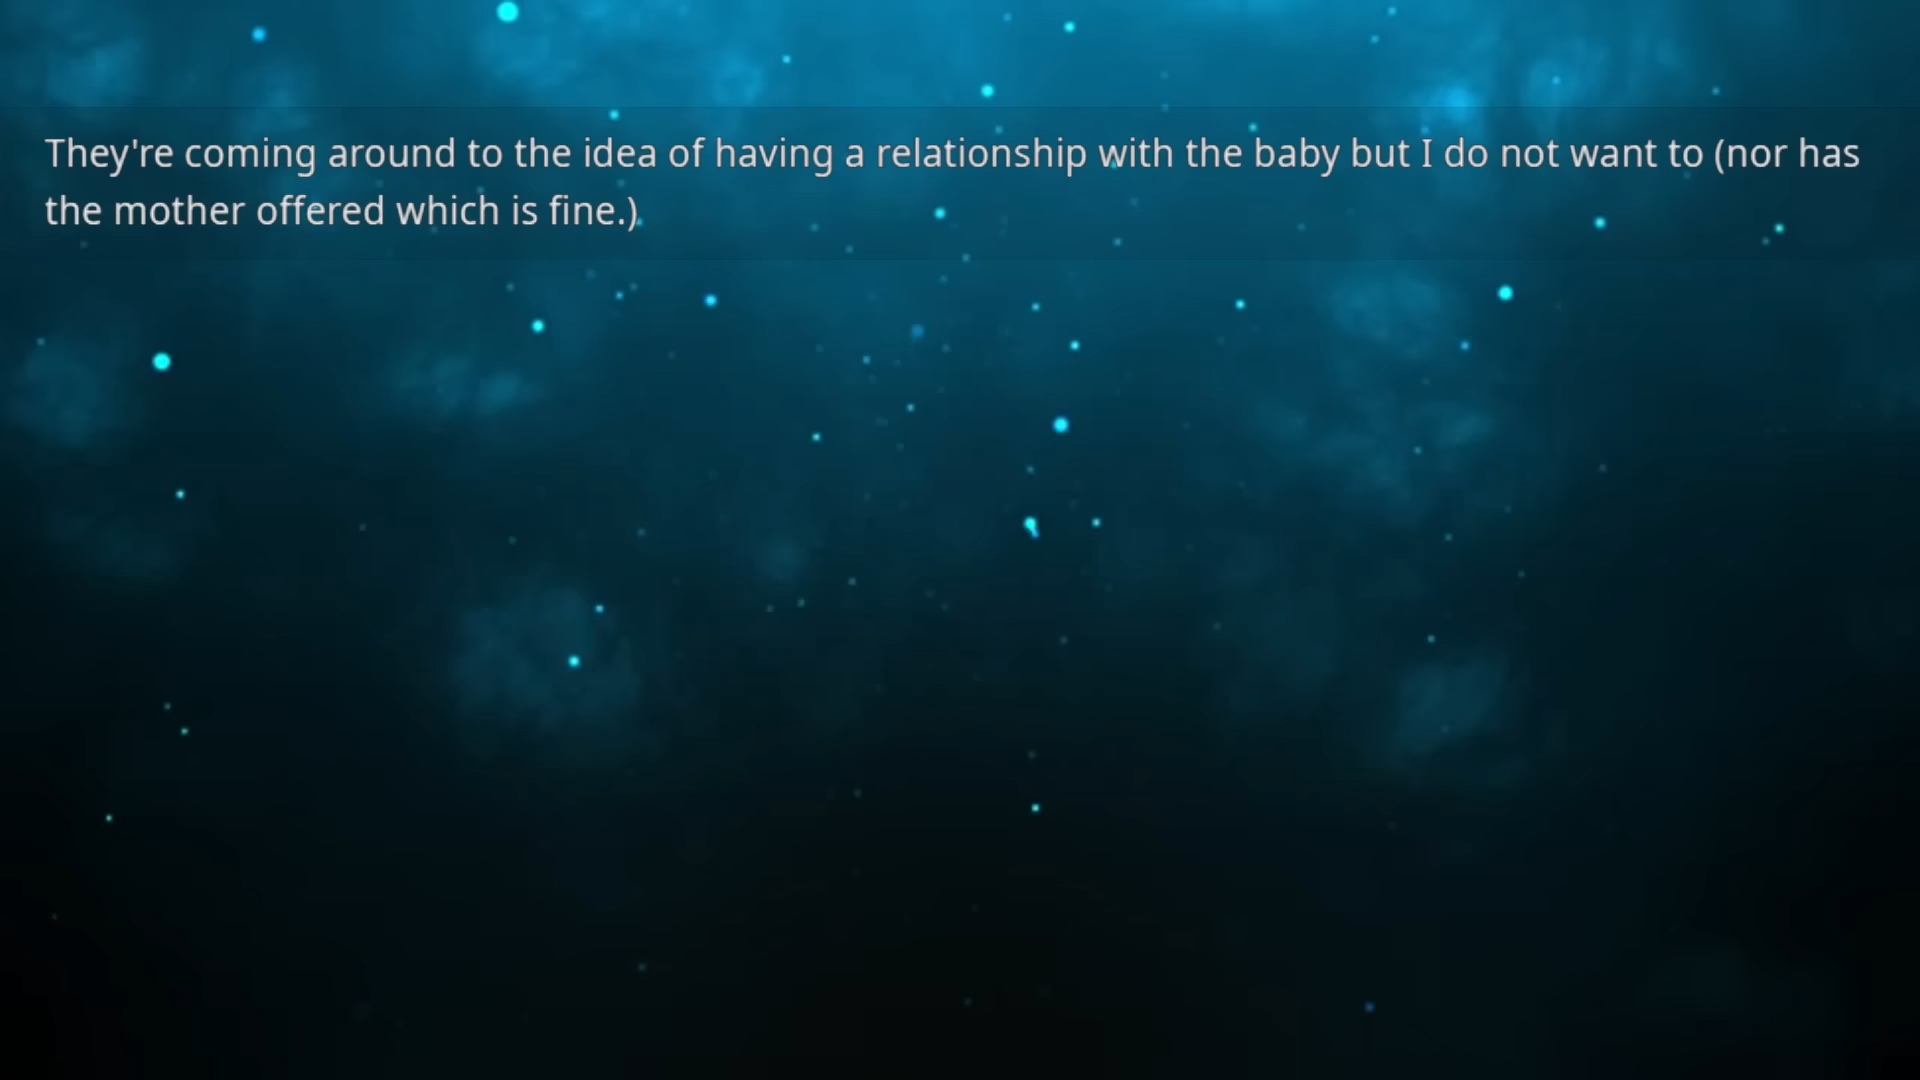 They're coming around to the idea of having a relationship with the baby but I do not want to (nor has
the mother offered which is fine.)